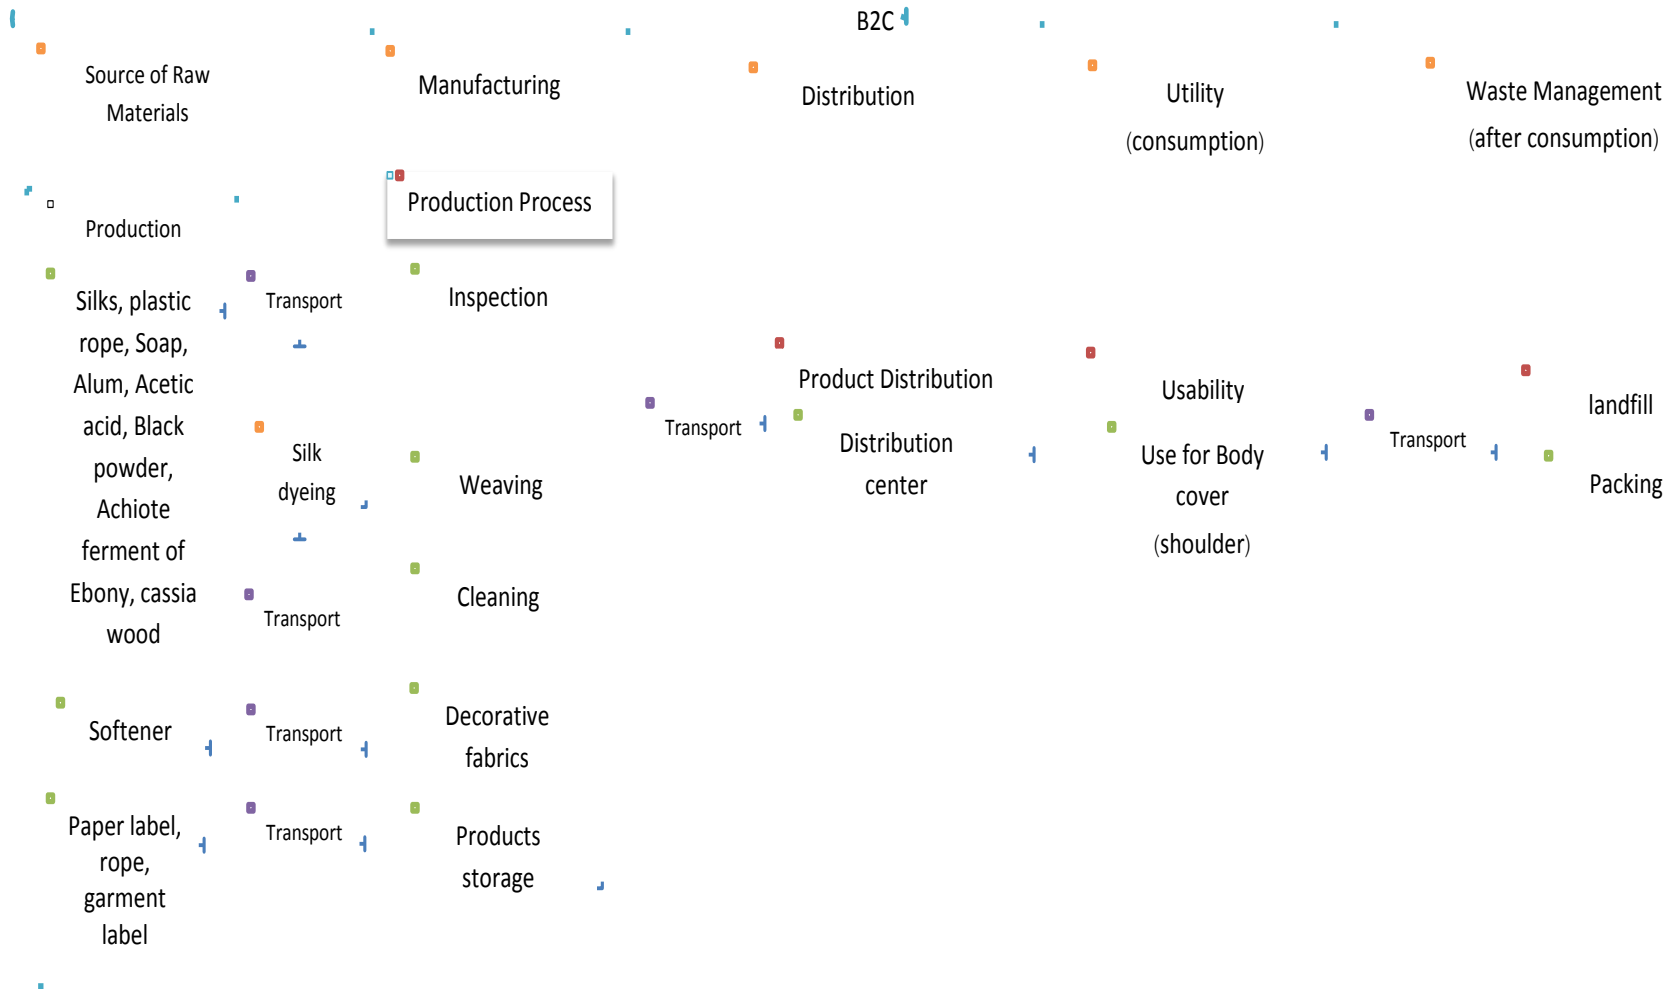 B2C
Source of Raw
Materials
Manufacturing
Distribution
Utility
(consumption)
Waste Management
(after consumption)
Production
Production Process
Silks, plastic
rope, Soap,
Alum, Acetic
acid, Black
powder,
Achiote
ferment of
Ebony, cassia
wood
Transport
Silk
dyeing
Transport
Inspection
Weaving
Cleaning
Softener
Transport
Decorative
fabrics
Paper label,
rope,
garment
label
Transport
Products
storage
Transport
Product Distribution
Distribution
center
Usability
Use for Body
cover
(shoulder)
Transport
landfill
Packing